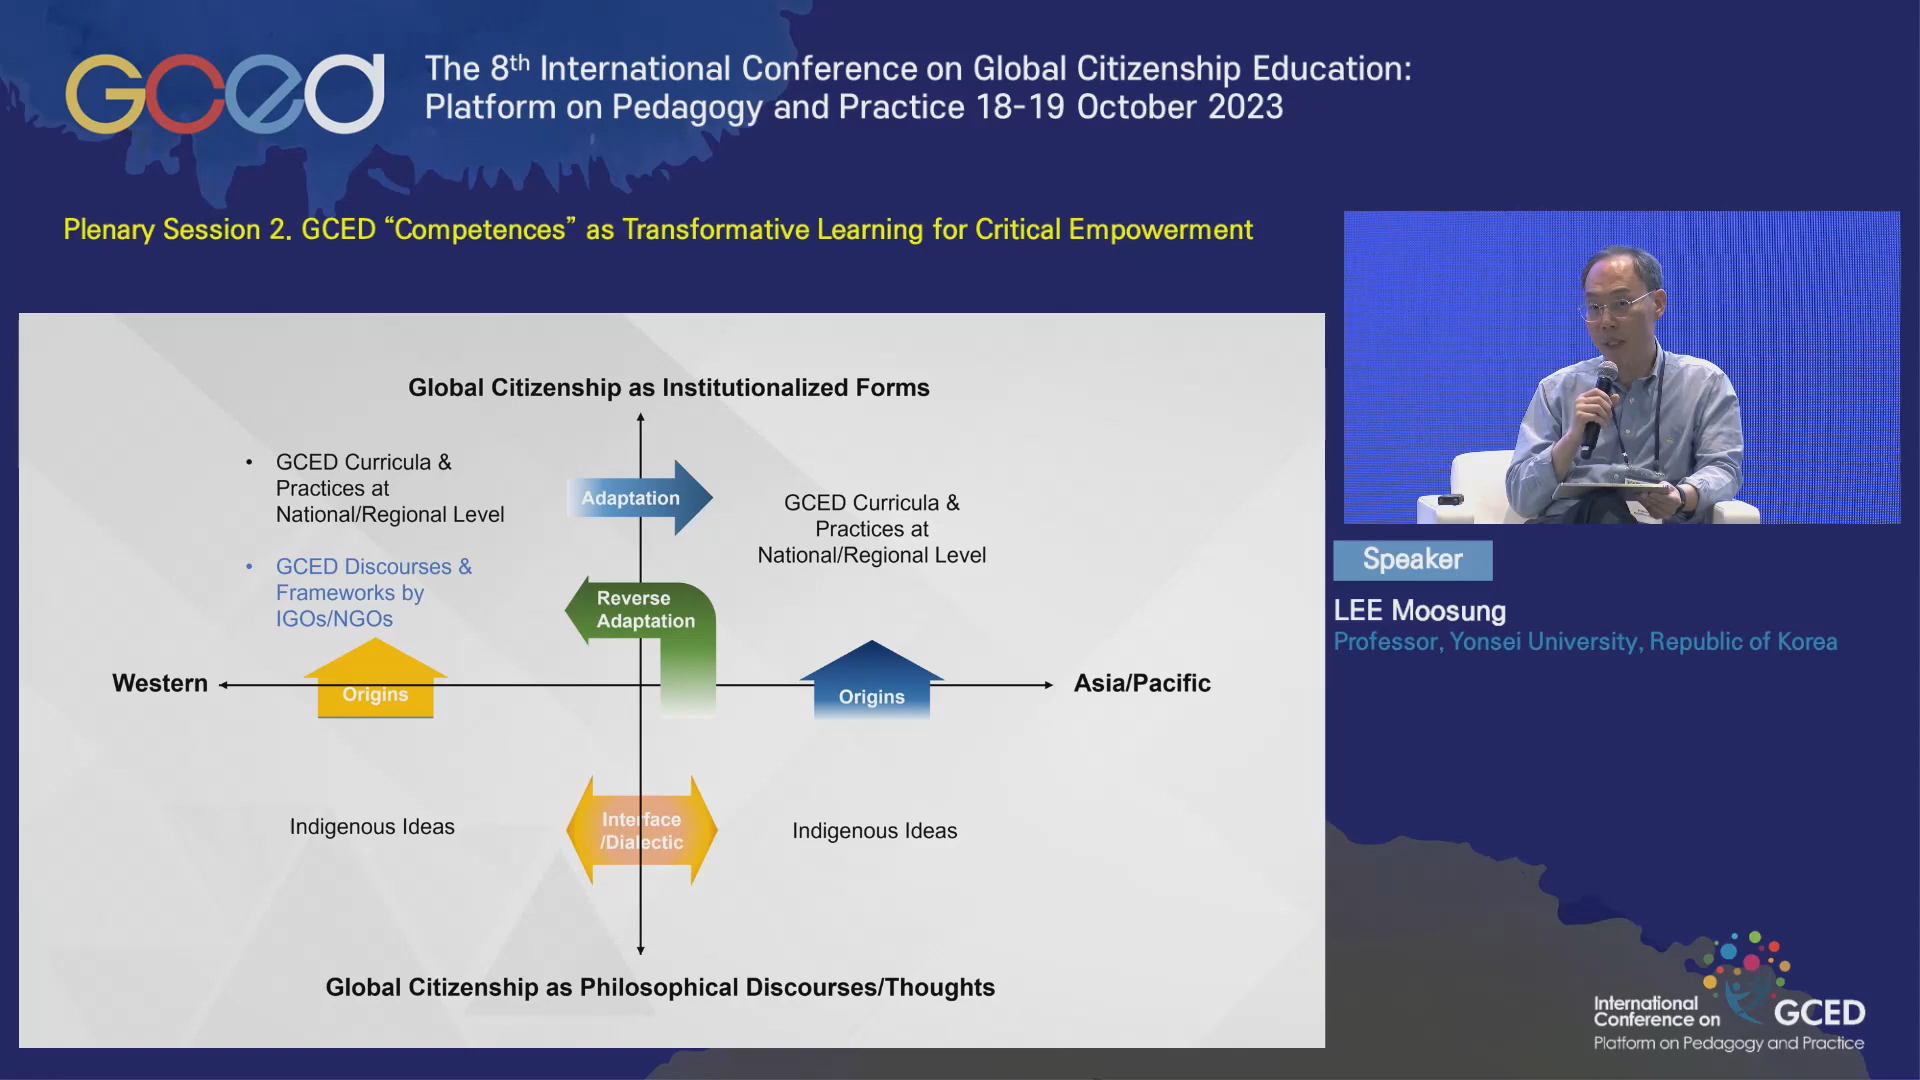 GCED
The 8th International Conference on Global Citizenship Education:
Platform on Pedagogy and Practice 18-19 October 2023
Plenary Session 2. GCED “Competences” as Transformative Learning for Critical Empowerment
Global Citizenship as Institutionalized Forms
• GCED Curricula &
Practices at
National/Regional Level
• GCED Discourses &
Frameworks by
IGOs/NGOs
Adaptation
GCED Curricula &
Practices at
National/Regional Level
Reverse
Adaptation
Western
Origins
Origins
Asia/Pacific
Indigenous Ideas
Interface
/Dialectic
Indigenous Ideas
Global Citizenship as Philosophical Discourses/Thoughts
Speaker
LEE Moosung
Professor, Yonsei University, Republic of Korea
International
Conference on
GCED
Platform on Pedagogy and Practice